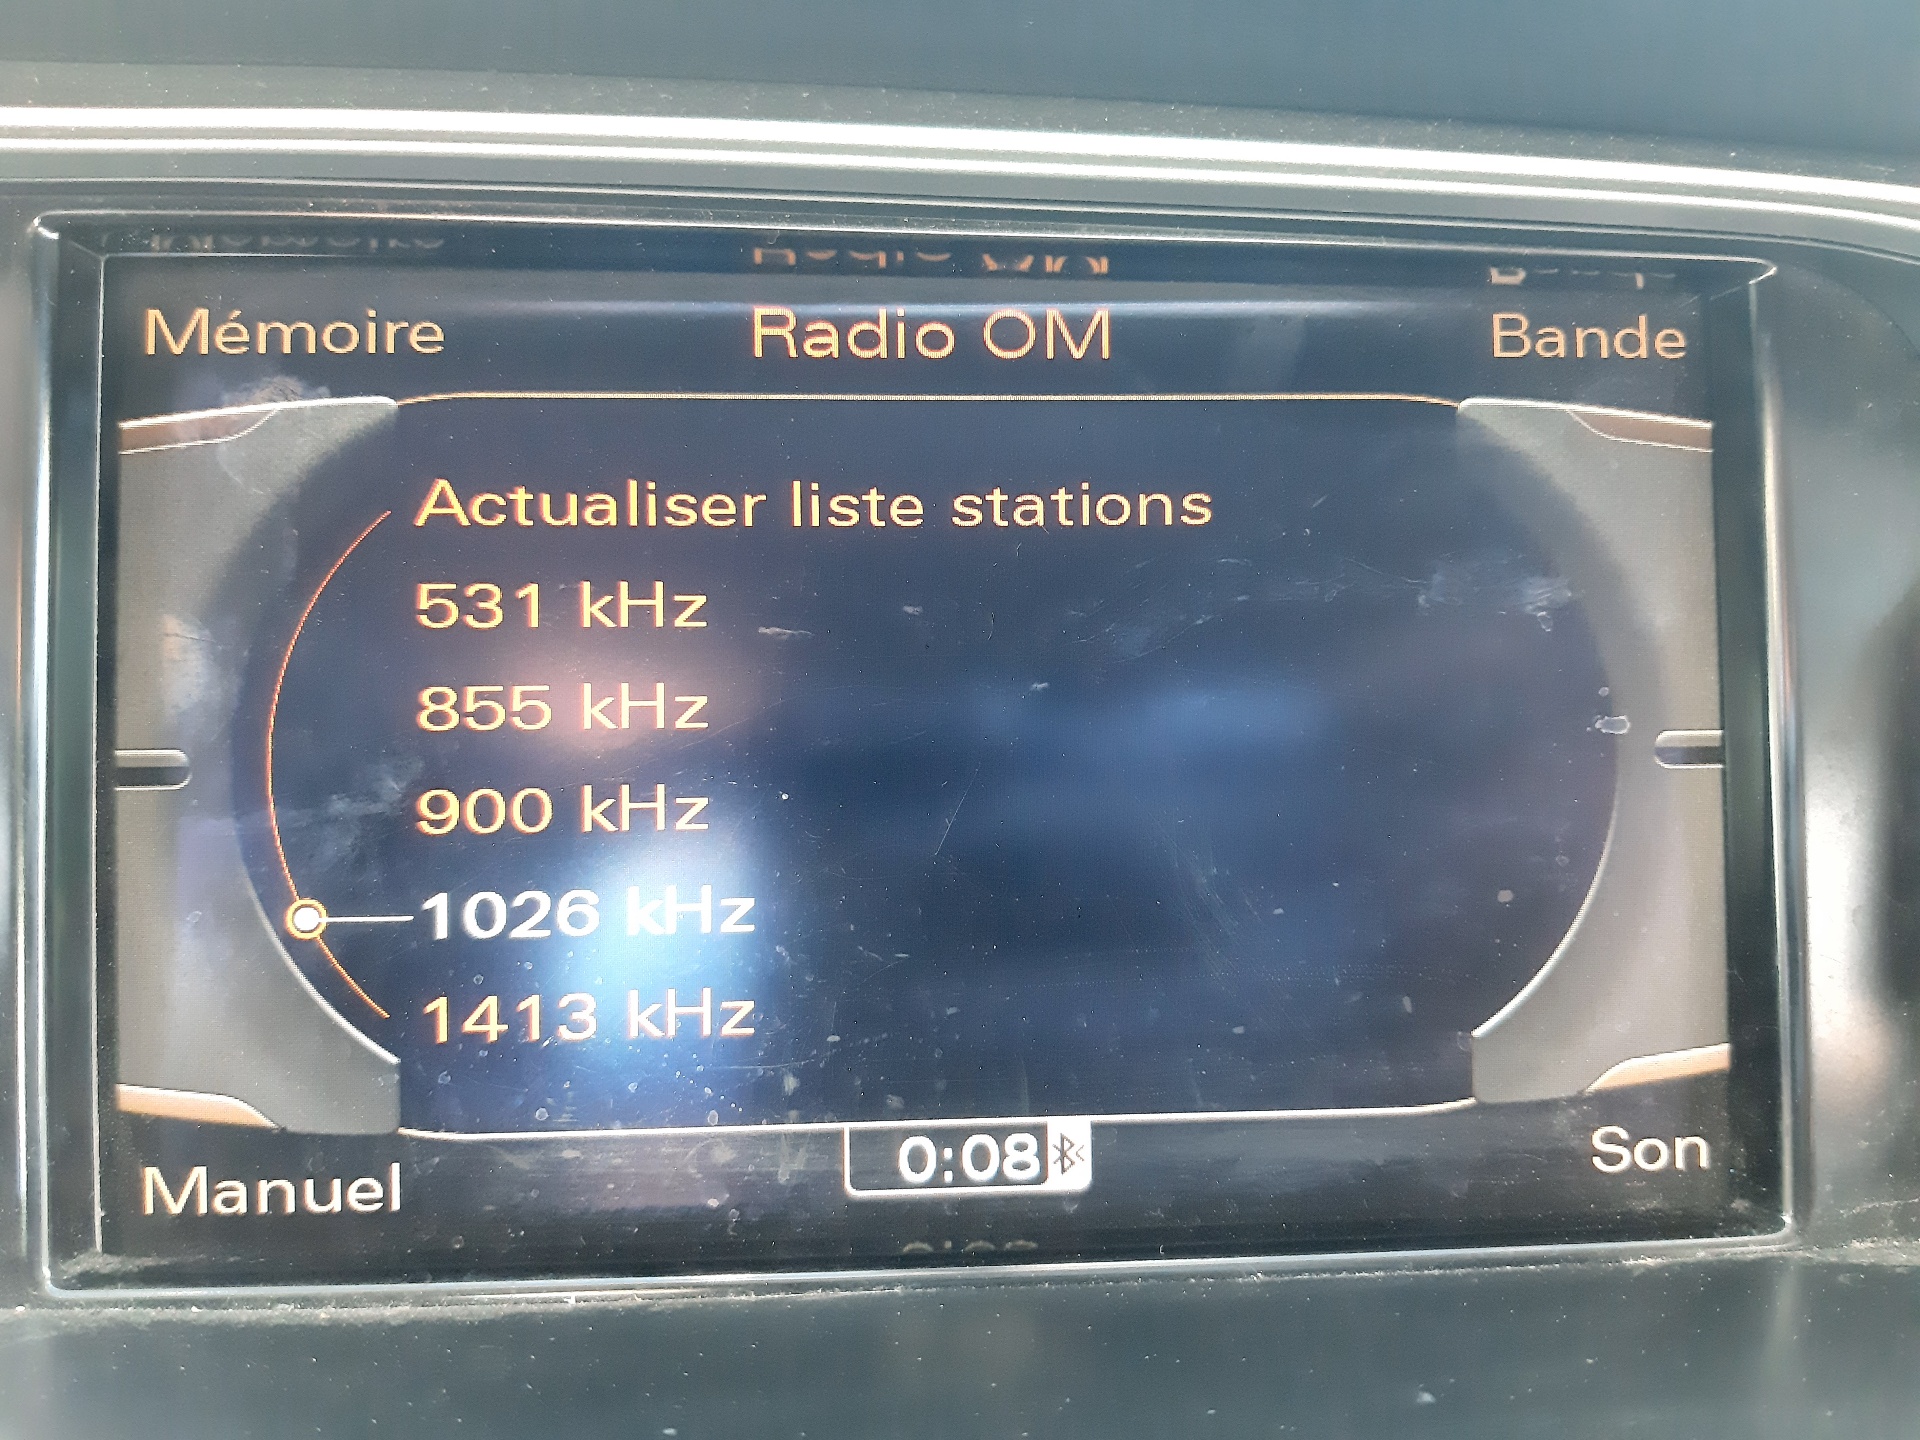 Mémoire
Radio OM
Bande
Actualiser liste stations
531 kHz
855 kHz
900 kHz
1026 kHz
1413 kHz
Manuel
0:08
Son